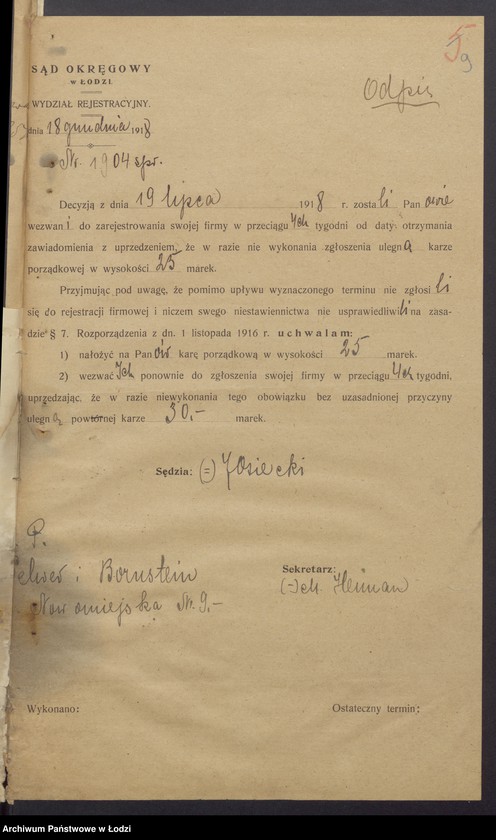 59
SĄD OKRĘGOWY
w ŁODZI
Odpis
WYDZIAŁ REJESTRACYJNY.
dnia 18 grudnia 1918
Nr. 1904 spr.
Decyzją z dnia 19 lipca 1918 r. zostali Panowie
wezwani do zarejestrowania swojej firmy w przeciągu 4ch tygodni od daty otrzymania
zawiadomienia z uprzedzeniem, że w razie nie wykonania zgłoszenia ulegną karze
porządkowej w wysokości 25 marek.
Przyjmując pod uwagę, że pomimo upływu wyznaczonego terminu nie zgłosili
się do rejestracji firmowej i niczem swego niestawiennictwa nie usprawiedliwili na zasa-
dzie § 7. Rozporządzenia z dn. 1 listopada 1916 r. uchwalam:
1) nałożyć na Panów karę porządkową w wysokości 25 marek.
2) wezwać Ich ponownie do zgłoszenia swojej firmy w przeciągu 4ch tygodni,
uprzedzając, że w razie niewykonania tego obowiązku bez uzasadnionej przyczyny
ulegną powtórnej karze 30.- marek.
Sędzia: (=) J Osiecki
P.
i Bornstein
Sekretarz:
(-) Heiman
Nowomiejska Nr. 9.-
Wykonano: Ostateczny termin:
Archiwum Państwowe w Łodzi